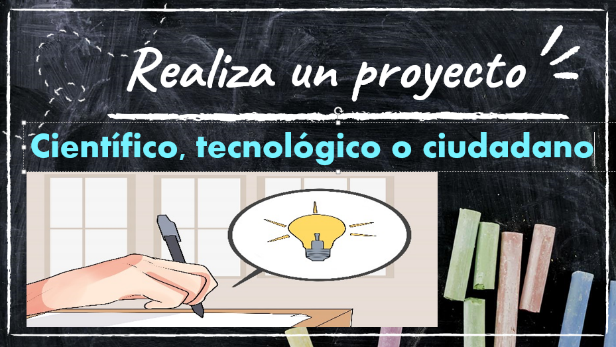 Realiza un proyecto
Científico, tecnológico o ciudadano